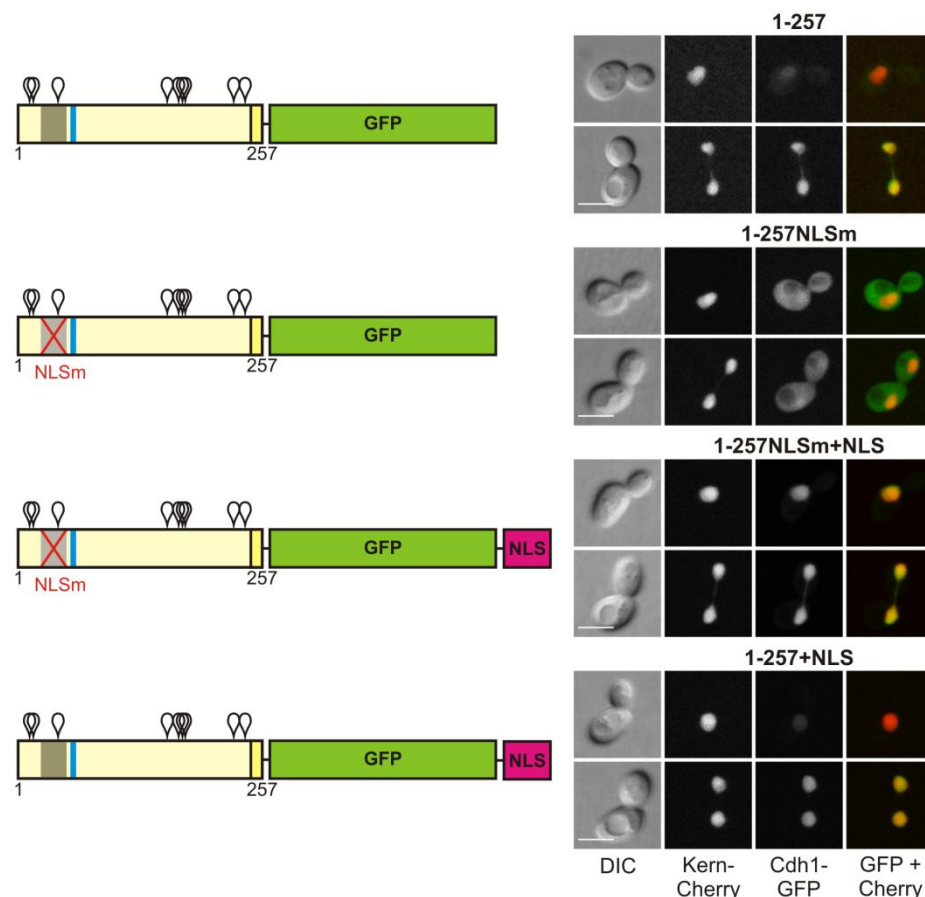 1-257
GFP
1
257
1-257NLSm
GFP
1
257
NLSm
1-257NLSm+NLS
GFP
NLS
1
257
NLSm
1-257+NLS
GFP
NLS
1
257
DIC
Kern-
Cherry
Cdh1-
GFP
GFP +
Cherry